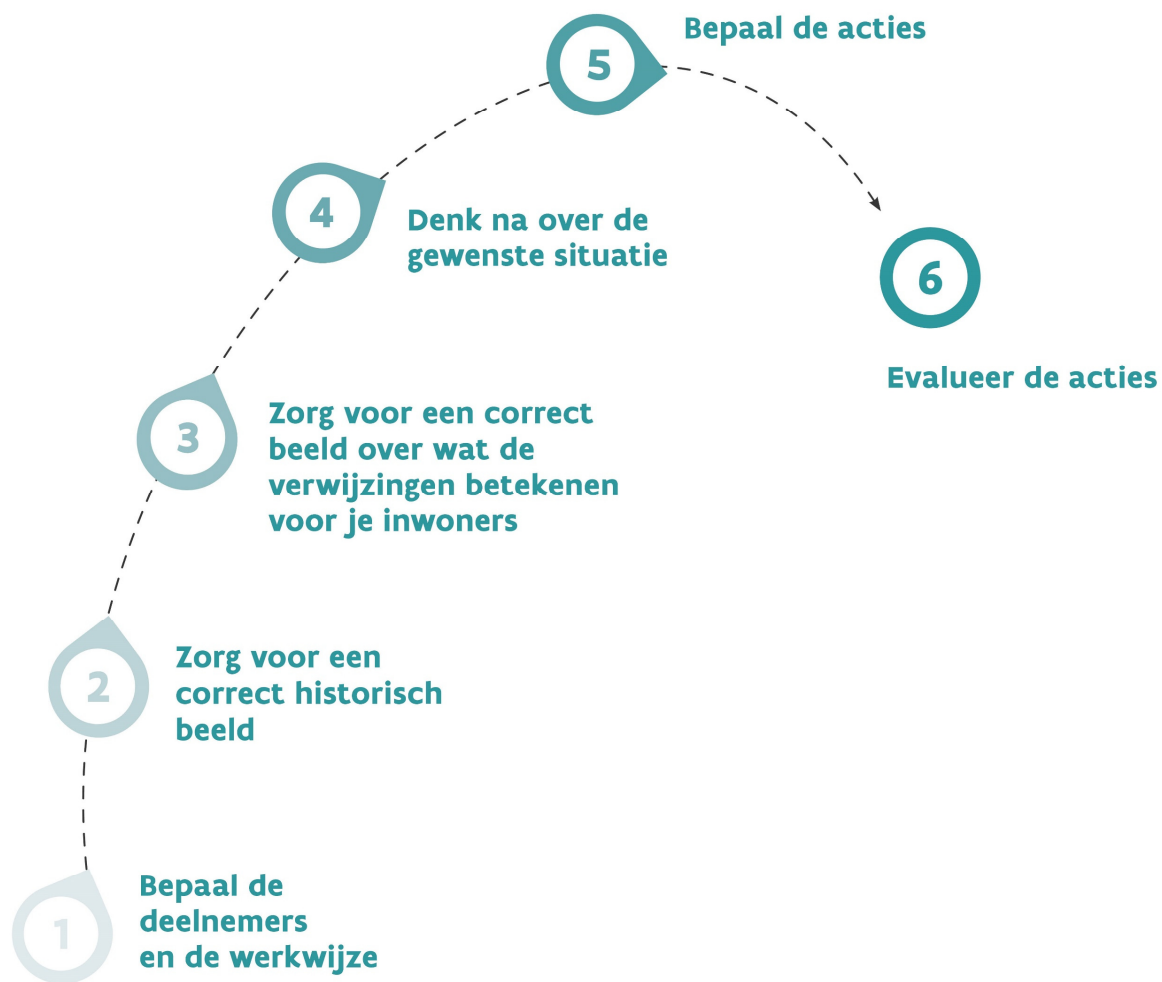 5
Bepaal de acties
4
Denk na over de
gewenste situatie
6
Evalueer de acties
3
Zorg voor een correct
beeld over wat de
verwijzingen betekenen
voor je inwoners
2
Zorg voor een
correct historisch
beeld
1
Bepaal de
deelnemers
en de werkwijze